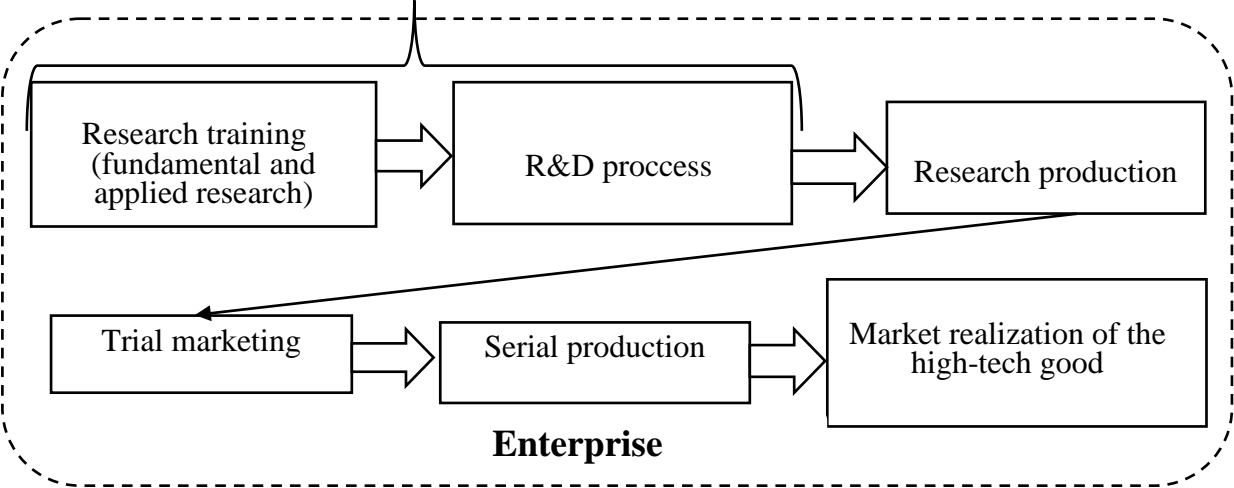 Research training
(fundamental and
applied research)
R&D proccess
Research production
Trial marketing
Serial production
Market realization of the
high-tech good
Enterprise